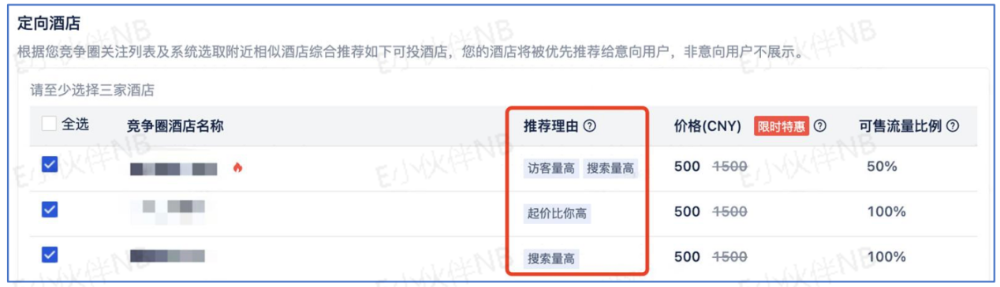 定向酒店
根据您竞争圈关注列表及系统选取附近相似酒店综合推荐如下可投酒店，您的酒店将被优先推荐给意向用户，非意向用户不展示。
请至少选择三家酒店
全选 竞争圈酒店名称 推荐理由 ? 价格(CNY) 限时特惠 ? 可售流量比例 ?
访客量高 搜索量高 500 1500 50%
起价比你高 500 1500 100%
搜索量高 500 1500 100%
E小伙伴NB